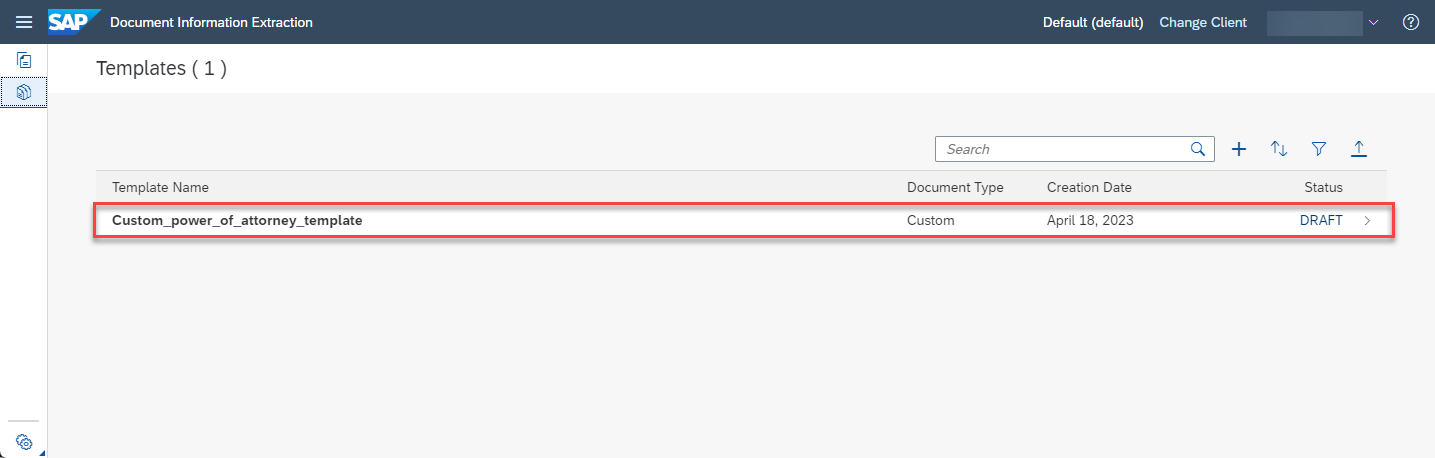 SAP Document Information Extraction Default (default) Change Client
Templates ( 1 )
Search
Template Name Document Type Creation Date Status
Custom_power_of_attorney_template Custom April 18, 2023 DRAFT